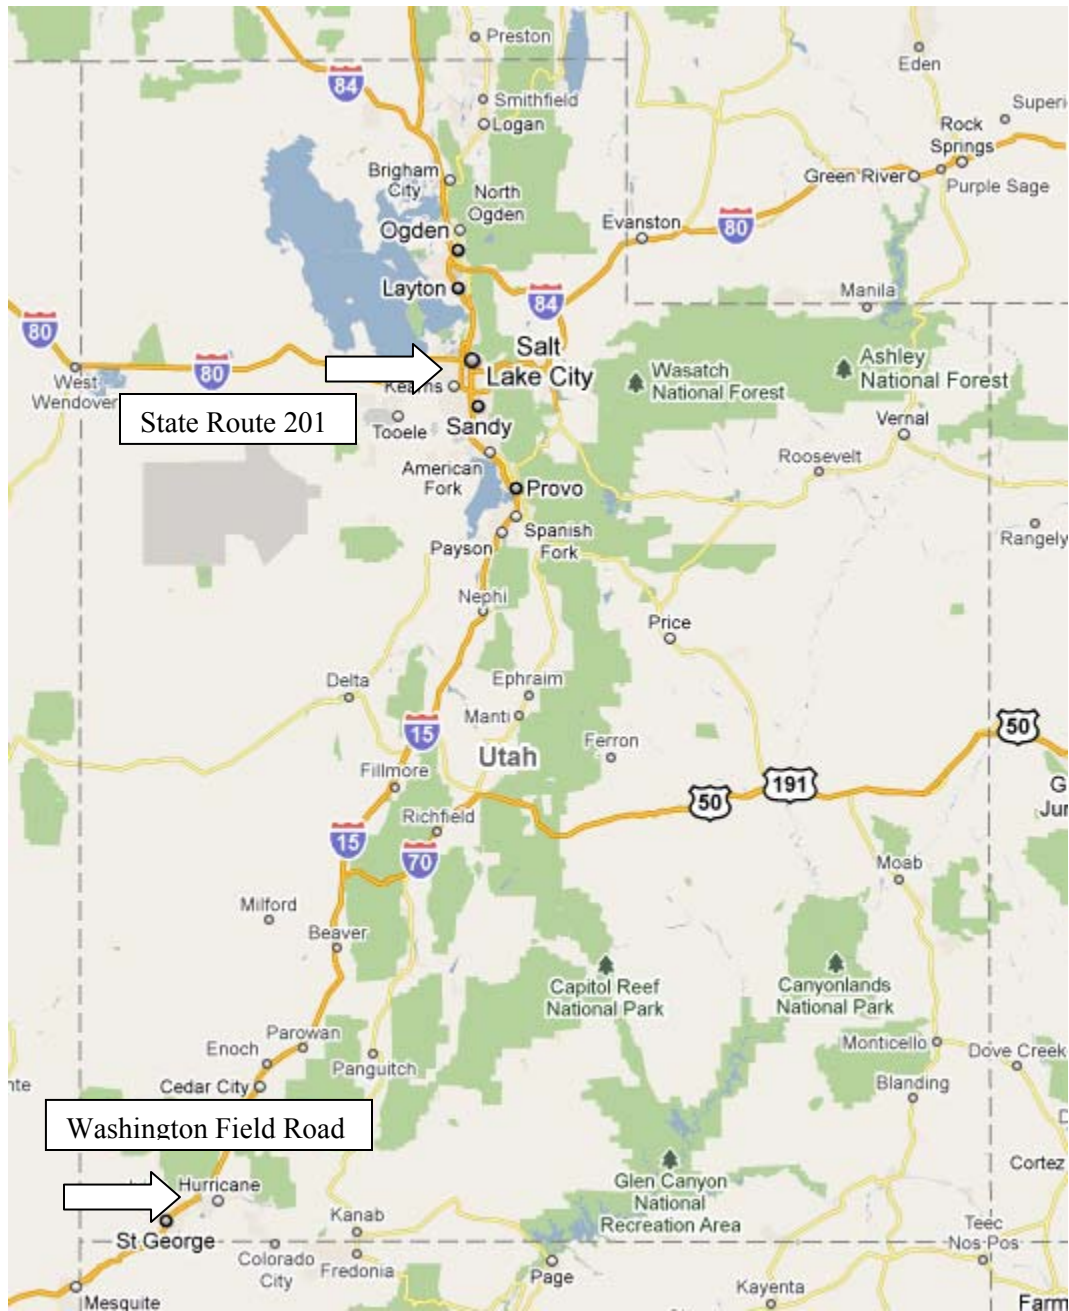 Preston
Eden
84
Smithfield
Superi
Logan
Rock
Springs
Brigham
City
Green River
Purple Sage
North
Ogden
Evanston
80
Ogden
Layton
84
Manila
80
Salt
Lake City
Ashley
National Forest
Wasatch
National Forest
West
Wendover
80
Kearns
State Route 201
Tooele
Sandy
Vernal
American
Fork
Roosevelt
Provo
Spanish
Fork
Payson
Rangely
Nephi
Price
Delta
Ephraim
Manti
15
Ferron
50
Utah
Fillmore
191
50
G
Jur
Richfield
15
70
Moab
Milford
Beaver
Capitol Reef
National Park
Canyonlands
National Park
Parowan
Enoch
Panguitch
Monticello
Dove Creek
nte
Cedar City
Blanding
Washington Field Road
Cortez
Hurricane
Glen Canyon
National
Recreation Area
Kanab
Teec
Nos Pos
St George
Colorado
City
Fredonia
Page
Kayenta
Mesquite
Farm